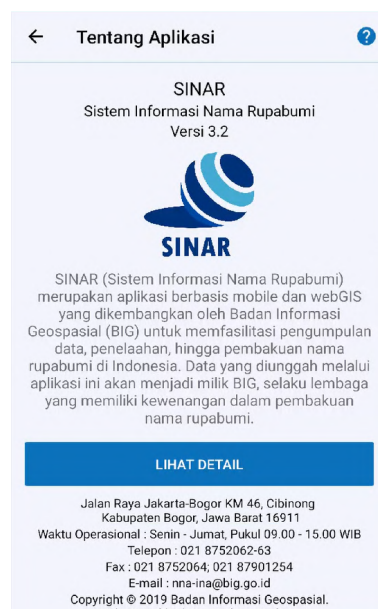 Tentang Aplikasi
?
SINAR
Sistem Informasi Nama Rupabumi
Versi 3.2
SINAR
SINAR (Sistem Informasi Nama Rupabumi)
merupakan aplikasi berbasis mobile dan webGIS
yang dikembangkan oleh Badan Informasi
Geospasial (BIG) untuk memfasilitasi pengumpulan
data, penelaahan, hingga pembakuan nama
rupabumi di Indonesia. Data yang diunggah melalui
aplikasi ini akan menjadi milik BIG, selaku lembaga
yang memiliki kewenangan dalam pembakuan
nama rupabumi.
LIHAT DETAIL
Jalan Raya Jakarta-Bogor KM 46, Cibinong
Kabupaten Bogor, Jawa Barat 16911
Waktu Operasional : Senin - Jumat, Pukul 09.00 - 15.00 WIB
Telepon : 021 8752062-63
Fax : 021 8752064; 021 87901254
E-mail : nna-ina@big.go.id
Copyright © 2019 Badan Informasi Geospasial.